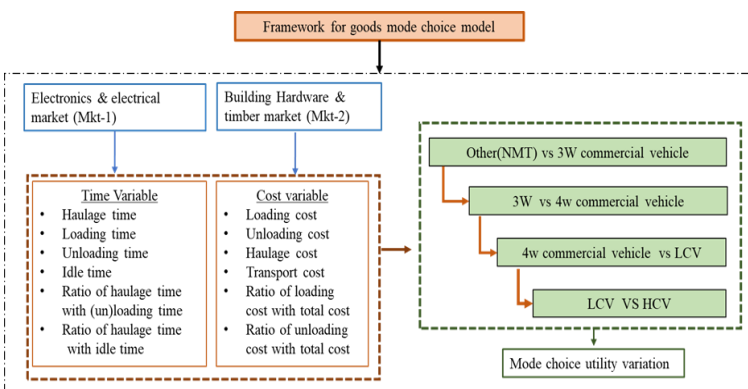 Framework for goods mode choice model
Electronics & electrical
market (Mkt-1)
Building Hardware &
timber market (Mkt-2)
Time Variable
• Haulage time
• Loading time
• Unloading time
• Idle time
• Ratio of haulage time
with (un)loading time
• Ratio of haulage time
with idle time
Cost variable
• Loading cost
• Unloading cost
• Haulage cost
• Transport cost
• Ratio of loading
cost with total cost
• Ratio of unloading
cost with total cost
Other(NMT) vs 3W commercial vehicle
3W vs 4w commercial vehicle
4w commercial vehicle vs LCV
LCV VS HCV
Mode choice utility variation